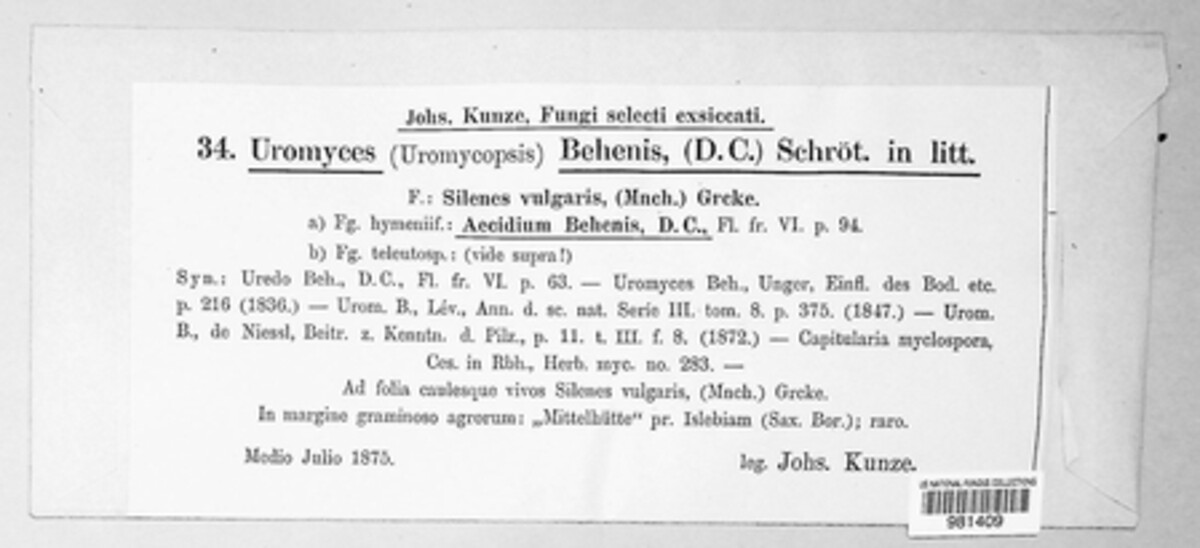 Johs. Kunze, Fungi selecti exsiccati.
34. Uromyces (Uromycopsis) Behenis, (D. C.) Schröt. in litt.
F.: Silenes vulgaris, (Mnch.) Grcke.
a) Fg. hymeniif.: Aecidium Behenis, D. C., Fl. fr. VI. p. 94.
b) Fg. teleutosp.: (vide supra!)
Syn.: Uredo Beh., D. C., Fl. fr. VI. p. 63. — Uromyces Beh., Unger, Einfl. des Bod. etc.
p. 216 (1836.) — Urom. B., Lév., Ann. d. sc. nat. Serie III. tom. 8. p. 375. (1847.) — Urom.
B., de Niessl, Beitr. z. Kenntn. d. Pilz., p. 11. t. III. f. 8. (1872.) — Capitularia myclospora,
Ces. in Rbh., Herb. myc. no. 283. —
Ad folia caulesque vivos Silenes vulgaris, (Mnch.) Grcke.
In margine graminoso agrorum: „Mittelhütte“ pr. Islebiam (Sax. Bor.); raro.
Medio Julio 1875.
leg. Johs. Kunze.
US NATIONAL FUNGUS COLLECTIONS
981409